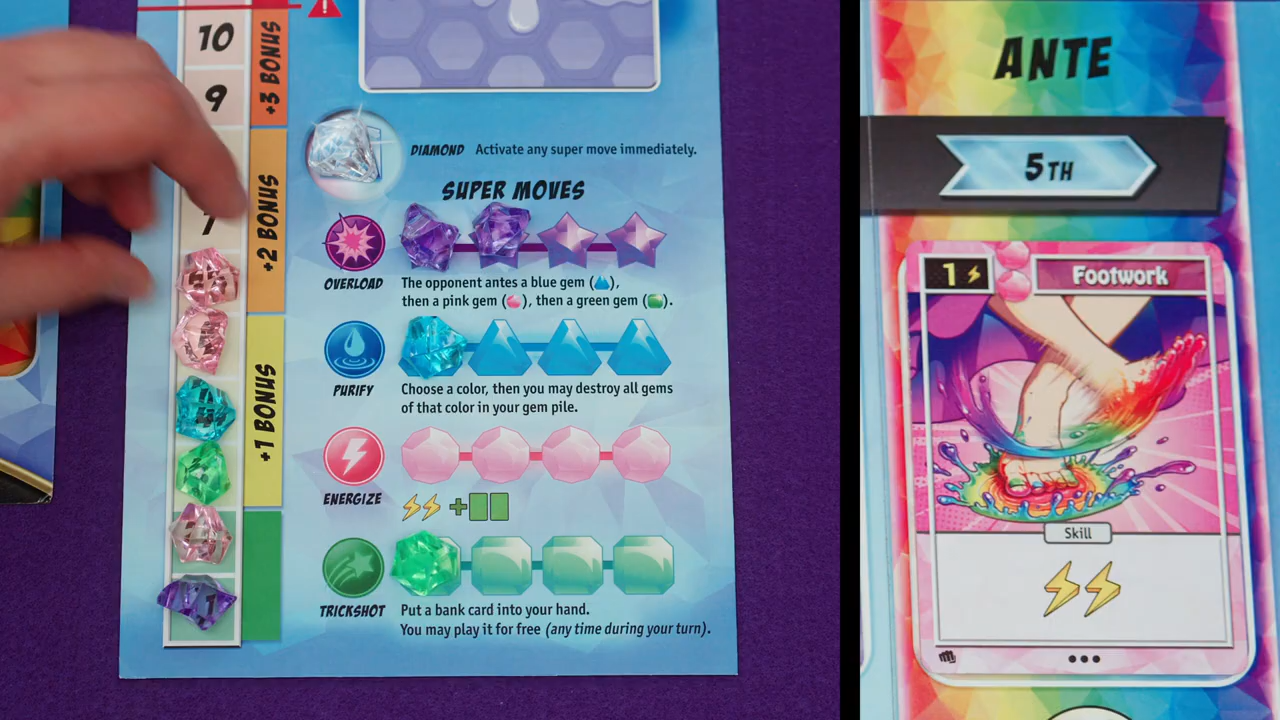 10
9
7
+3 BONUS
+2 BONUS
+1 BONUS
DIAMOND Activate any super move immediately.
SUPER MOVES
OVERLOAD
The opponent antes a blue gem ( ),
then a pink gem ( ), then a green gem ( ).
PURIFY
Choose a color, then you may destroy all gems
of that color in your gem pile.
ENERGIZE
+
TRICKSHOT
Put a bank card into your hand.
You may play it for free (any time during your turn).
ANTE
5TH
1
Footwork
Skill